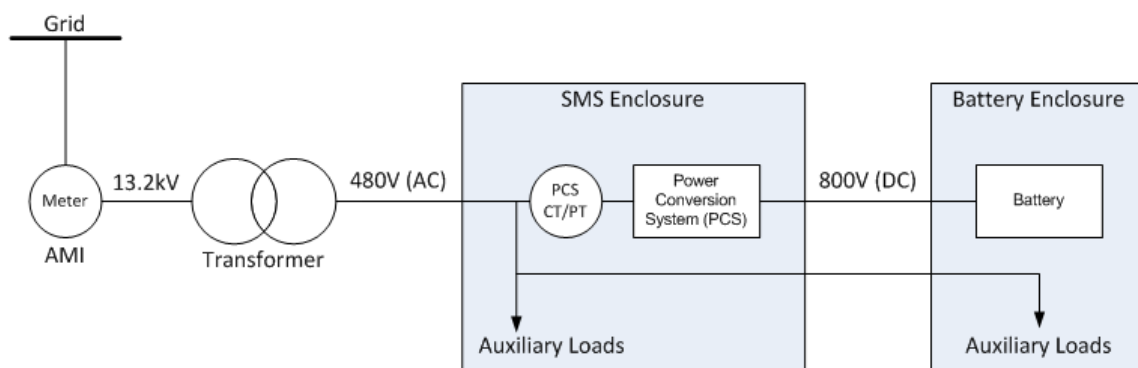 Grid
SMS Enclosure
Battery Enclosure
13.2kV
480V (AC)
800V (DC)
Meter
PCS
CT/PT
Power
Conversion
System (PCS)
Battery
AMI
Transformer
Auxiliary Loads
Auxiliary Loads